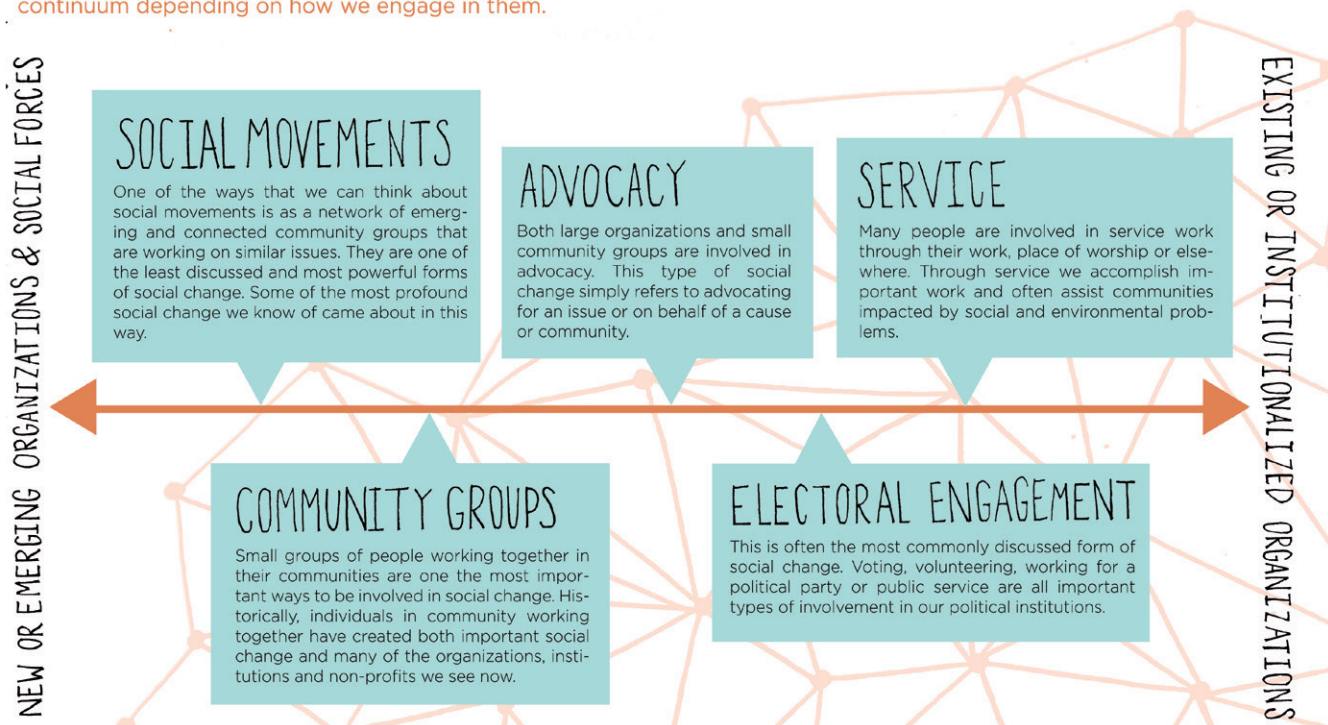 continuum depending on how we engage in them.
NEW OR EMERGING ORGANIZATIONS & SOCIAL FORCES
SOCIAL MOVEMENTS
One of the ways that we can think about
social movements is as a network of emerg-
ing and connected community groups that
are working on similar issues. They are one of
the least discussed and most powerful forms
of social change. Some of the most profound
social change we know of came about in this
way.
ADVOCACY
Both large organizations and small
community groups are involved in
advocacy. This type of social
change simply refers to advocating
for an issue or on behalf of a cause
or community.
SERVICE
Many people are involved in service work
through their work, place of worship or else-
where. Through service we accomplish im-
portant work and often assist communities
impacted by social and environmental prob-
lems.
COMMUNITY GROUPS
Small groups of people working together in
their communities are one the most impor-
tant ways to be involved in social change. His-
torically, individuals in community working
together have created both important social
change and many of the organizations, insti-
tutions and non-profits we see now.
ELECTORAL ENGAGEMENT
This is often the most commonly discussed form of
social change. Voting, volunteering, working for a
political party or public service are all important
types of involvement in our political institutions.
EXISTING OR INSTITUTIONALIZED ORGANIZATIONS